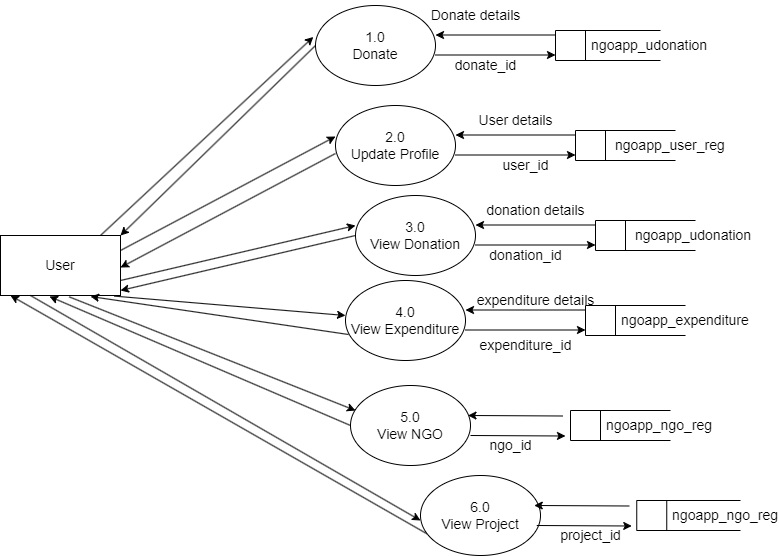 Donate details
1.0
Donate
ngoapp_udonation
donate_id
User details
2.0
Update Profile
ngoapp_user_reg
user_id
donation details
3.0
View Donation
ngoapp_udonation
donation_id
User
expenditure details
4.0
View Expenditure
ngoapp_expenditure
expenditure_id
5.0
View NGO
ngoapp_ngo_reg
ngo_id
6.0
View Project
ngoapp_ngo_reg
project_id